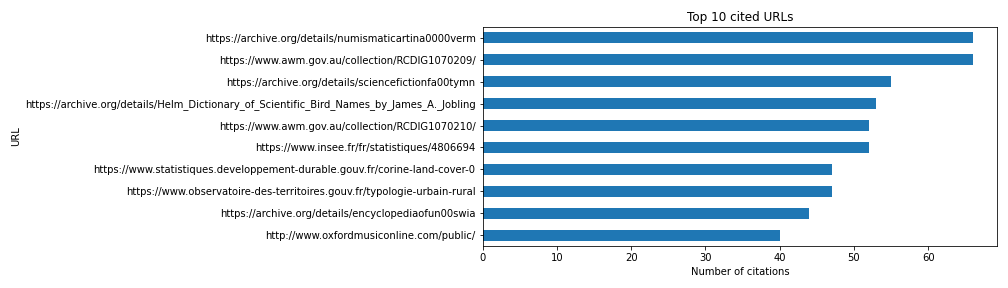 Top 10 cited URLs
https://archive.org/details/numismaticartina0000verm
https://www.awm.gov.au/collection/RCDIG1070209/
https://archive.org/details/sciencefictionfa00tymn
https://archive.org/details/Helm_Dictionary_of_Scientific_Bird_Names_by_James_A._Jobling
https://www.awm.gov.au/collection/RCDIG1070210/
https://www.insee.fr/fr/statistiques/4806694
https://www.statistiques.developpement-durable.gouv.fr/corine-land-cover-0
https://www.observatoire-des-territoires.gouv.fr/typologie-urbain-rural
https://archive.org/details/encyclopediaofun00swia
http://www.oxfordmusiconline.com/public/
URL
0 10 20 30 40 50 60
Number of citations